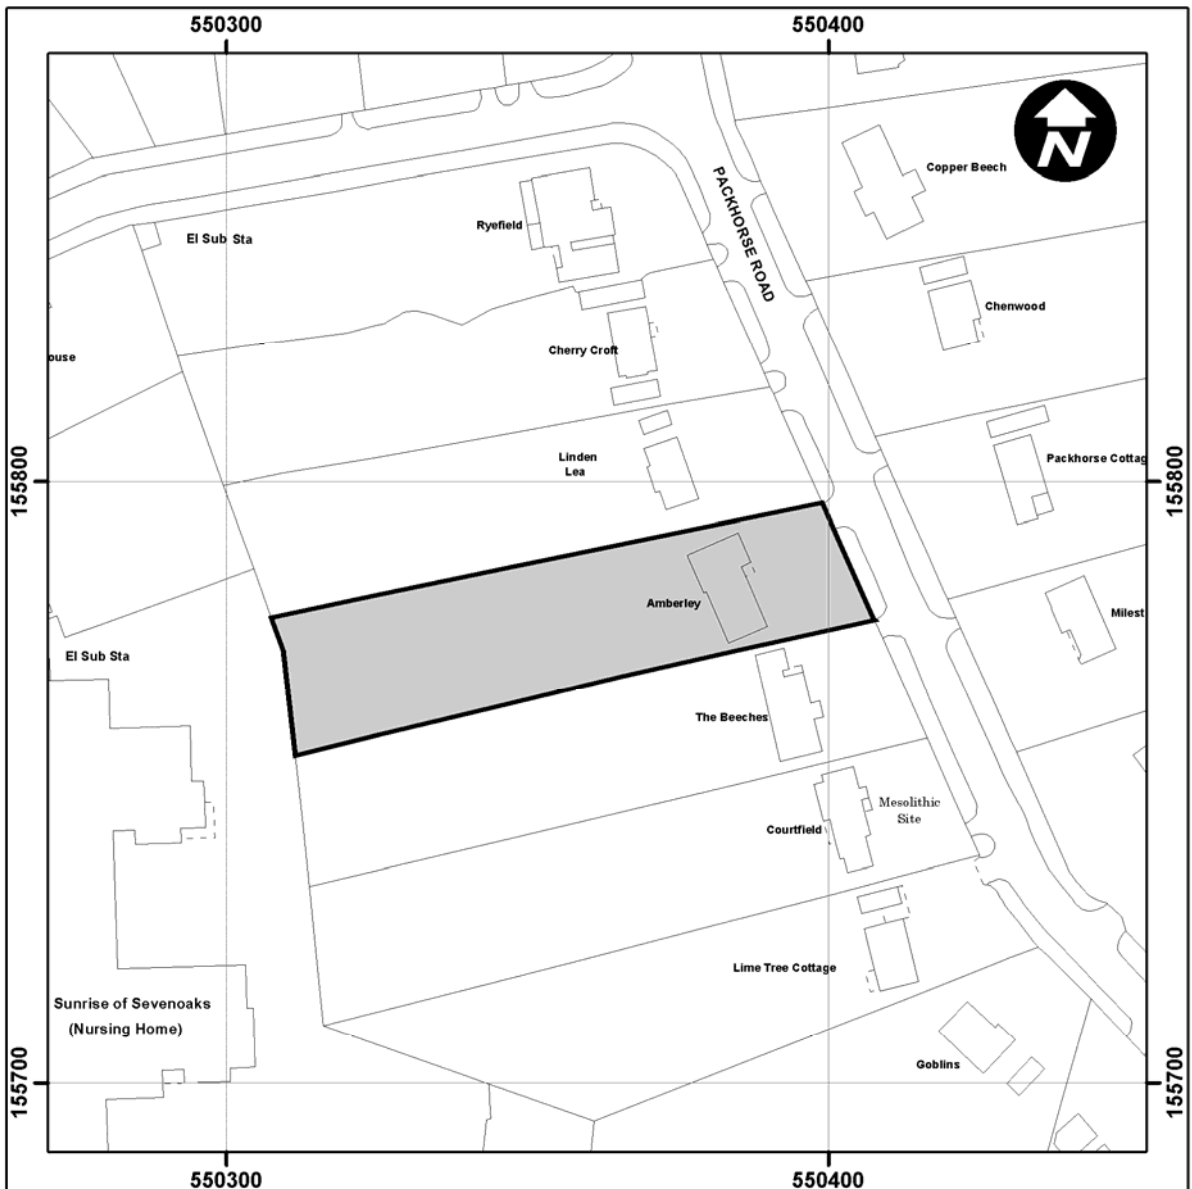 550300
550400
N
Copper Beech
PACKHORSE ROAD
Ryefield
El Sub Sta
Chenwood
Cherry Croft
ouse
Linden
Lea
Packhorse Cottag
155800
155800
Amberley
Milest
El Sub Sta
The Beeches
Mesolithic
Site
Courtfield
Lime Tree Cottage
Sunrise of Sevenoaks
(Nursing Home)
Goblins
155700
155700
550300
550400